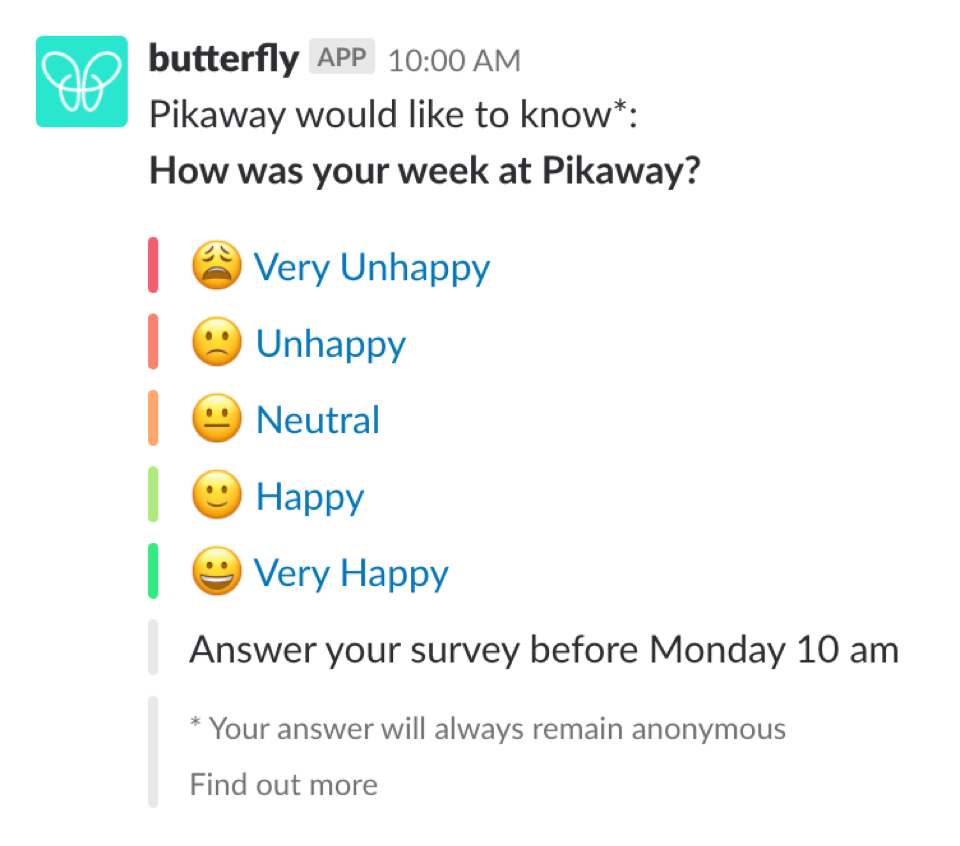 butterfly APP 10:00 AM
Pikaway would like to know*:
How was your week at Pikaway?
Very Unhappy
Unhappy
Neutral
Happy
Very Happy
Answer your survey before Monday 10 am
* Your answer will always remain anonymous
Find out more